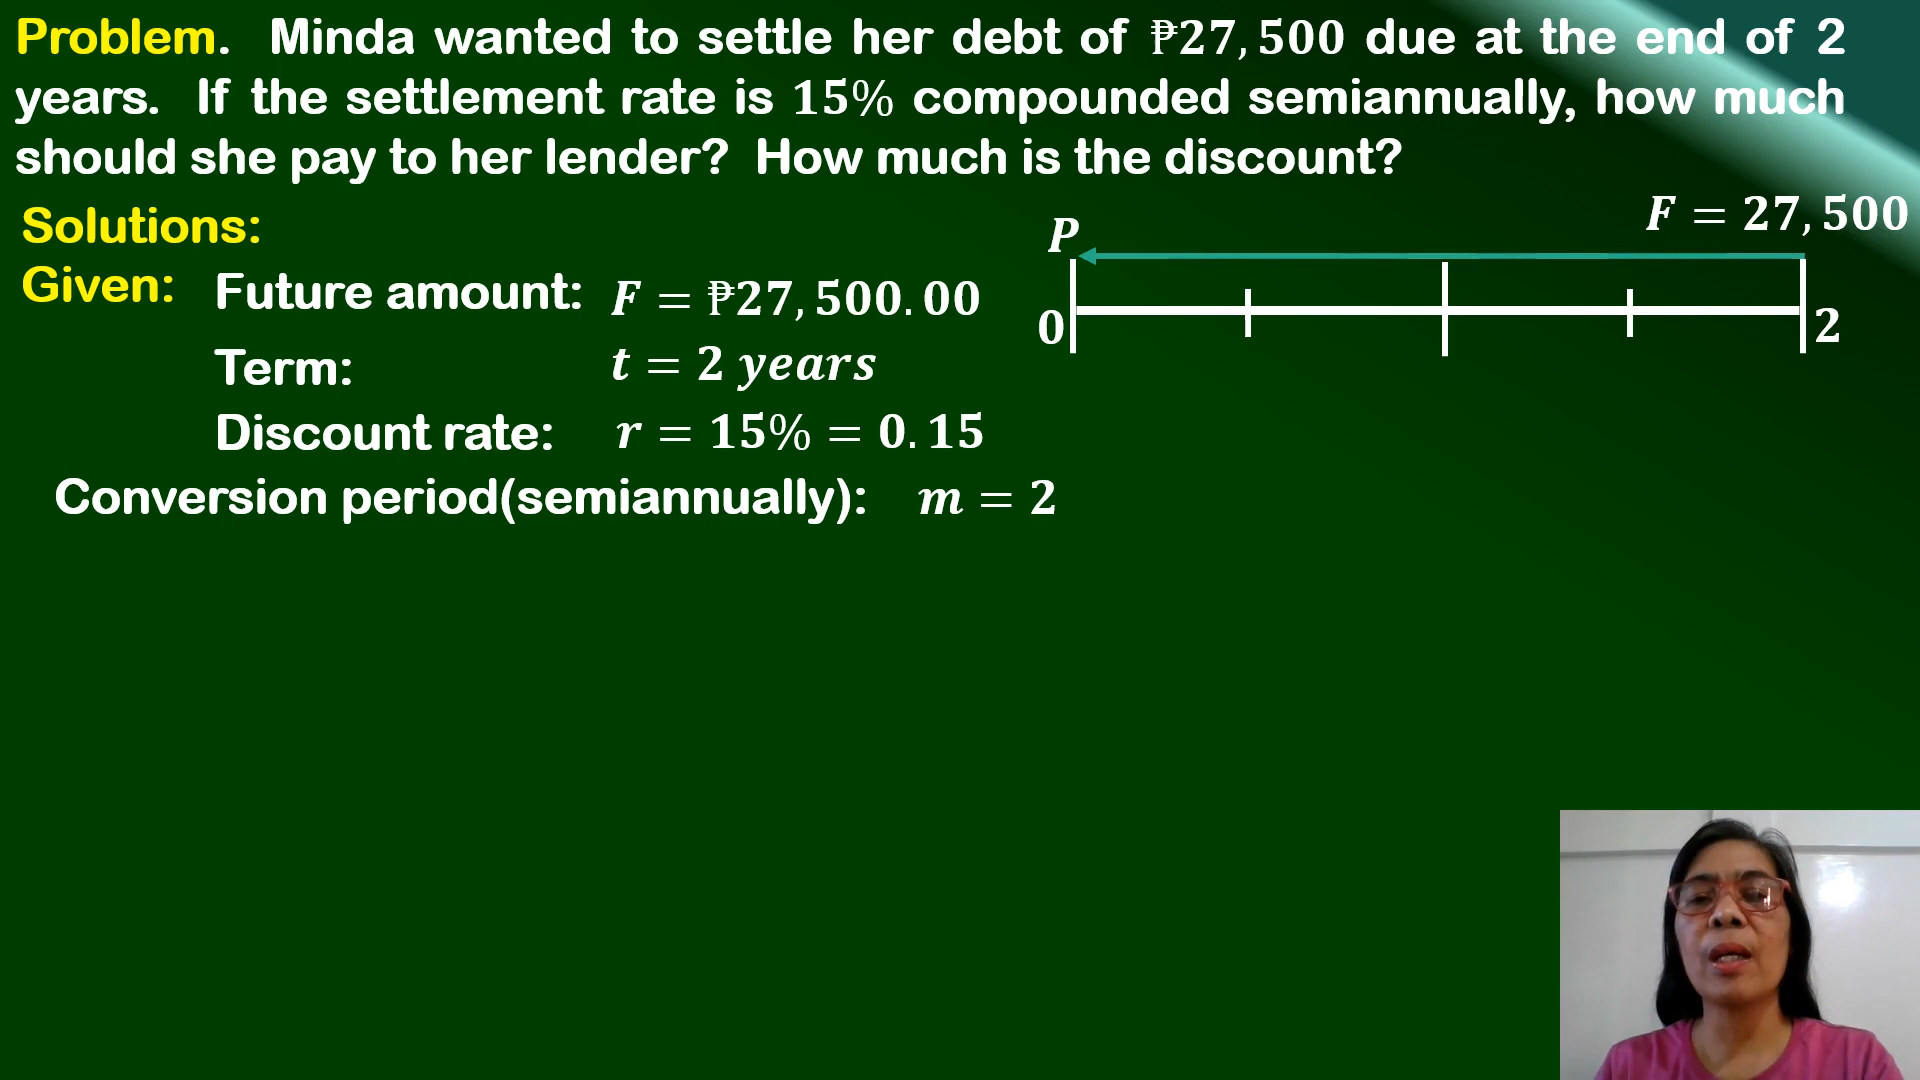 Problem. Minda wanted to settle her debt of ₱27,500 due at the end of 2
years. If the settlement rate is 15% compounded semiannually, how much
should she pay to her lender? How much is the discount?
Solutions:
P
F = 27,500
Given: Future amount: F = ₱27,500.00
0
2
Term: t = 2 years
Discount rate: r = 15% = 0.15
Conversion period(semiannually): m = 2